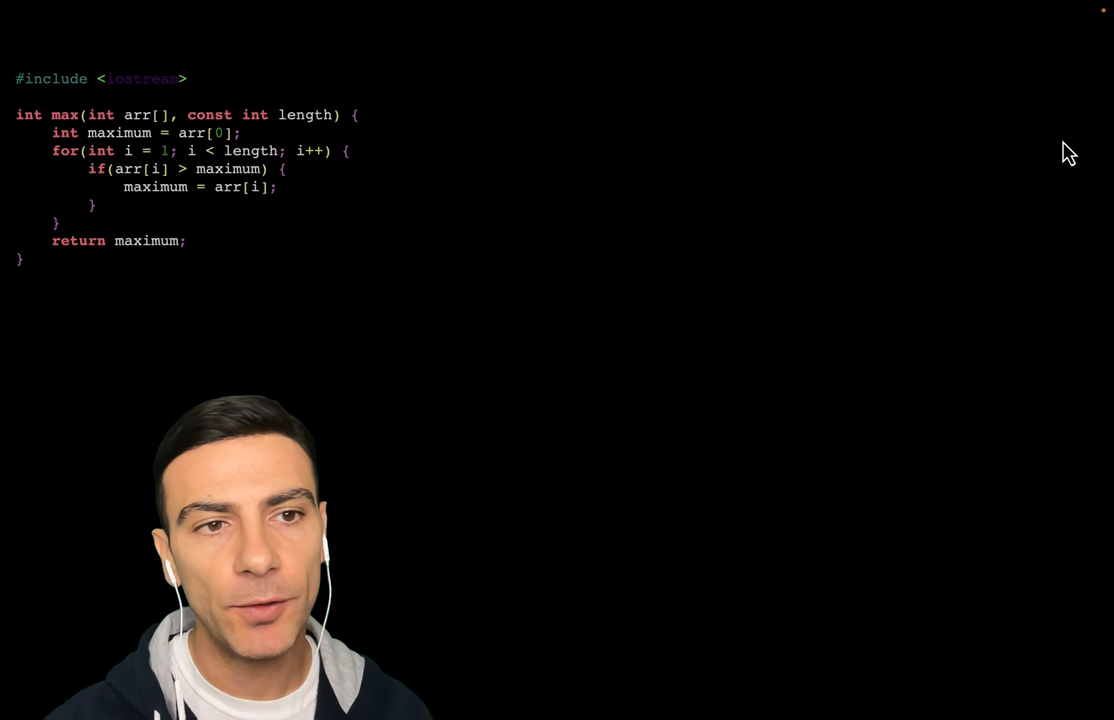 #include <iostream>
int max(int arr[], const int length) {
int maximum = arr[0];
for(int i = 1; i < length; i++) {
if(arr[i] > maximum) {
maximum = arr[i];
}
}
return maximum;
}